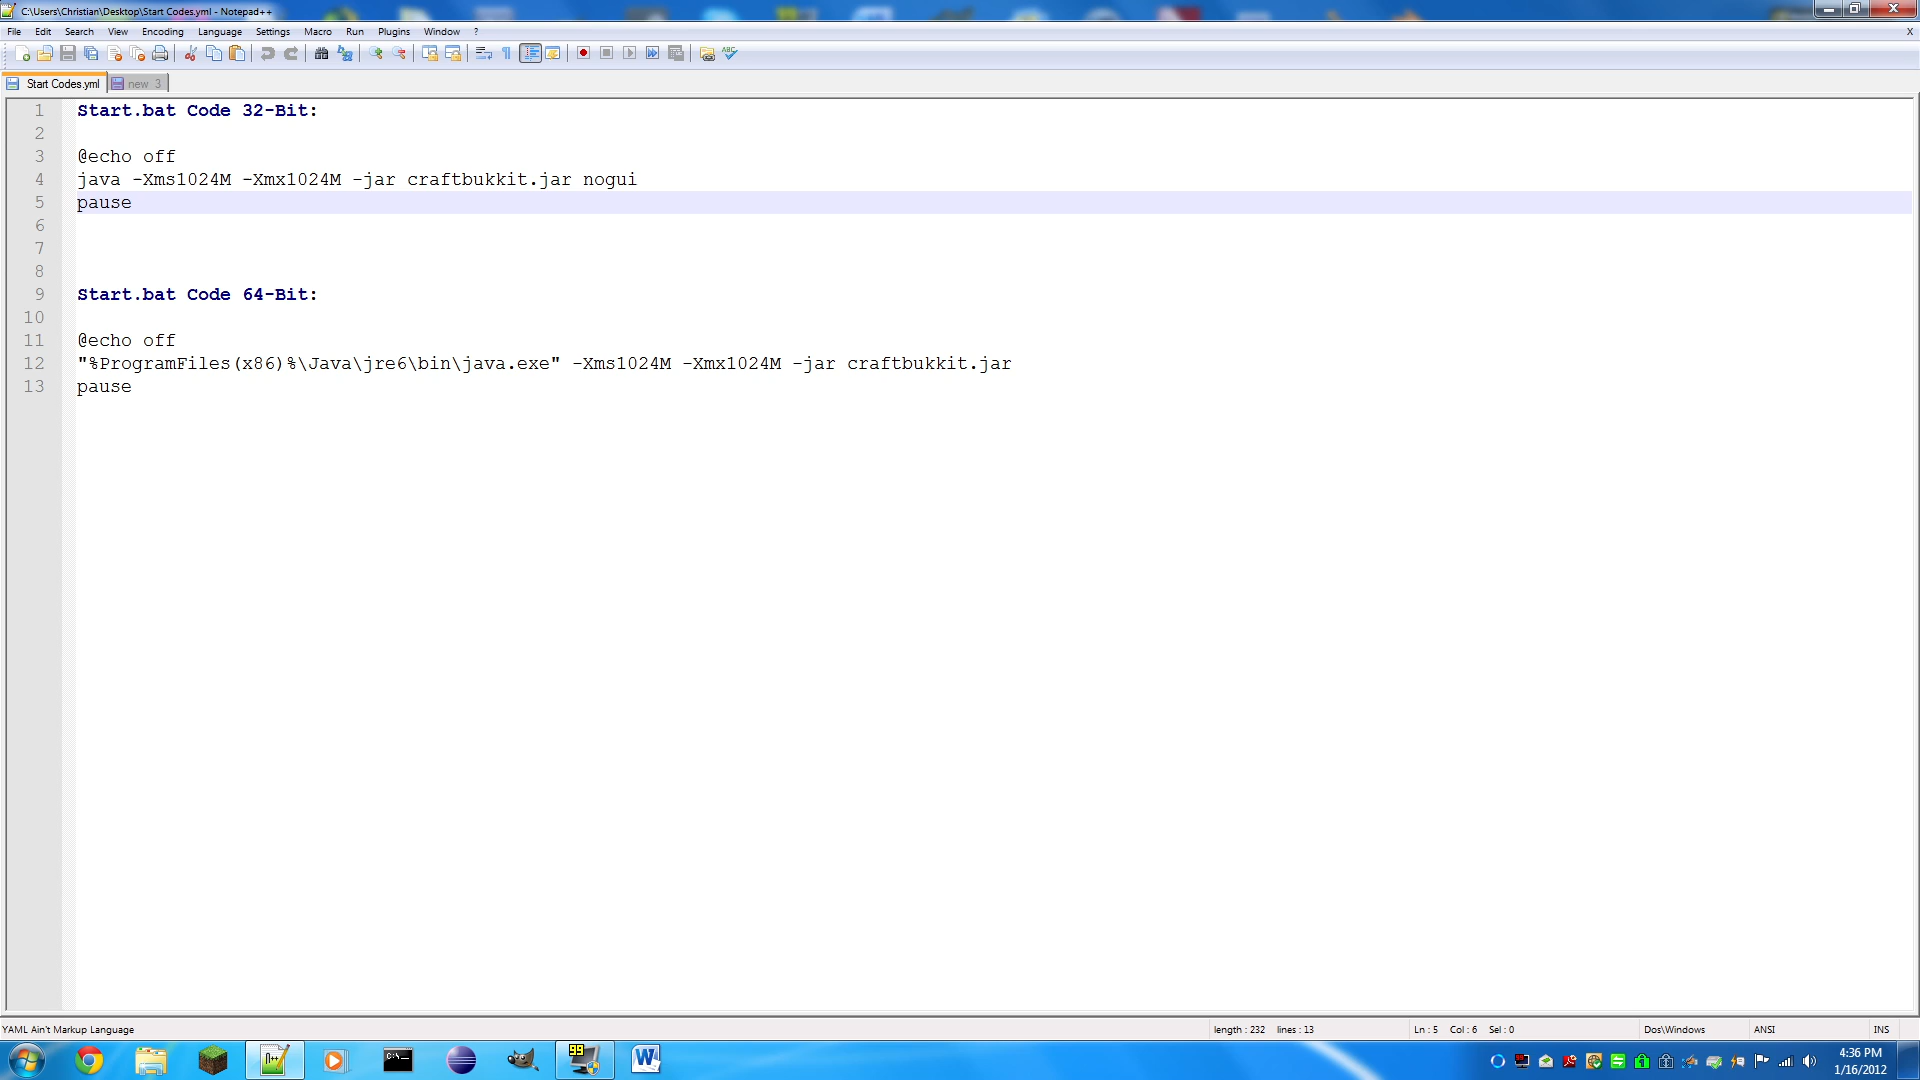 C:\Users\Christian\Desktop\Start Codes.yml - Notepad++
File Edit Search View Encoding Language Settings Macro Run Plugins Window ? X
Start Codes.yml new 3
1 Start.bat Code 32-Bit:
2
3 @echo off
4 java -Xms1024M -Xmx1024M -jar craftbukkit.jar nogui
5 pause
6
7
8
9 Start.bat Code 64-Bit:
10
11 @echo off
12 "%ProgramFiles(x86)%\Java\jre6\bin\java.exe" -Xms1024M -Xmx1024M -jar craftbukkit.jar
13 pause
YAML Ain't Markup Language length : 232 lines : 13 Ln : 5 Col : 6 Sel : 0 Dos\Windows ANSI INS
99
4:36 PM
1/16/2012